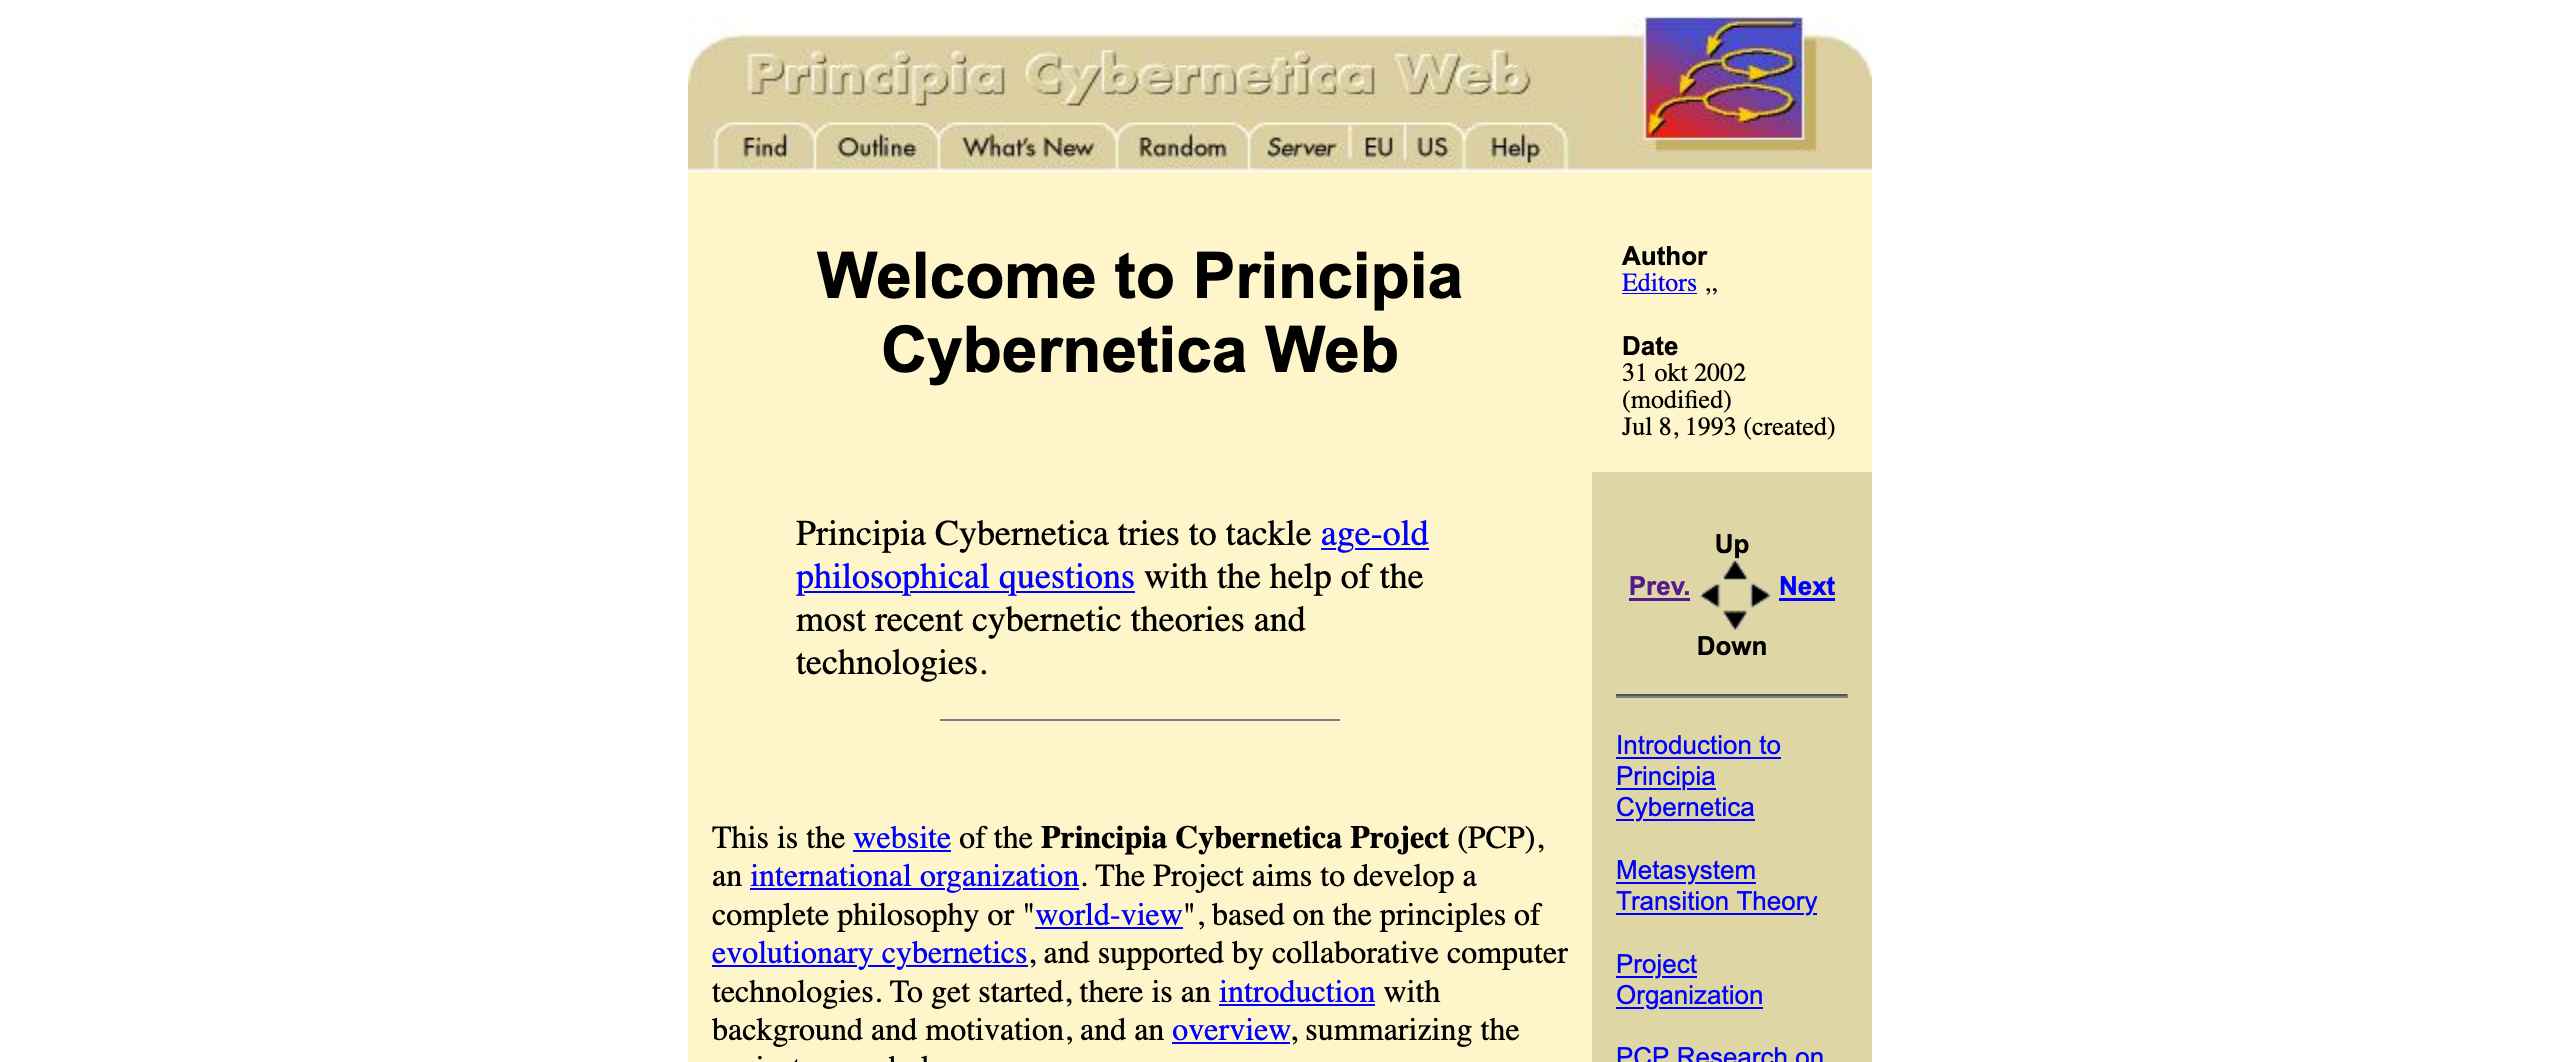 Principia Cybernetica Web
Find Outline What's New Random Server EU US Help
Welcome to Principia
Cybernetica Web
Author
Editors ,,
Date
31 okt 2002
(modified)
Jul 8, 1993 (created)
Principia Cybernetica tries to tackle age-old
philosophical questions with the help of the
most recent cybernetic theories and
technologies.
Up
Prev. Next
Down
This is the website of the Principia Cybernetica Project (PCP),
an international organization. The Project aims to develop a
complete philosophy or "world-view", based on the principles of
evolutionary cybernetics, and supported by collaborative computer
technologies. To get started, there is an introduction with
background and motivation, and an overview, summarizing the
Introduction to
Principia
Cybernetica
Metasystem
Transition Theory
Project
Organization
PCP Research on